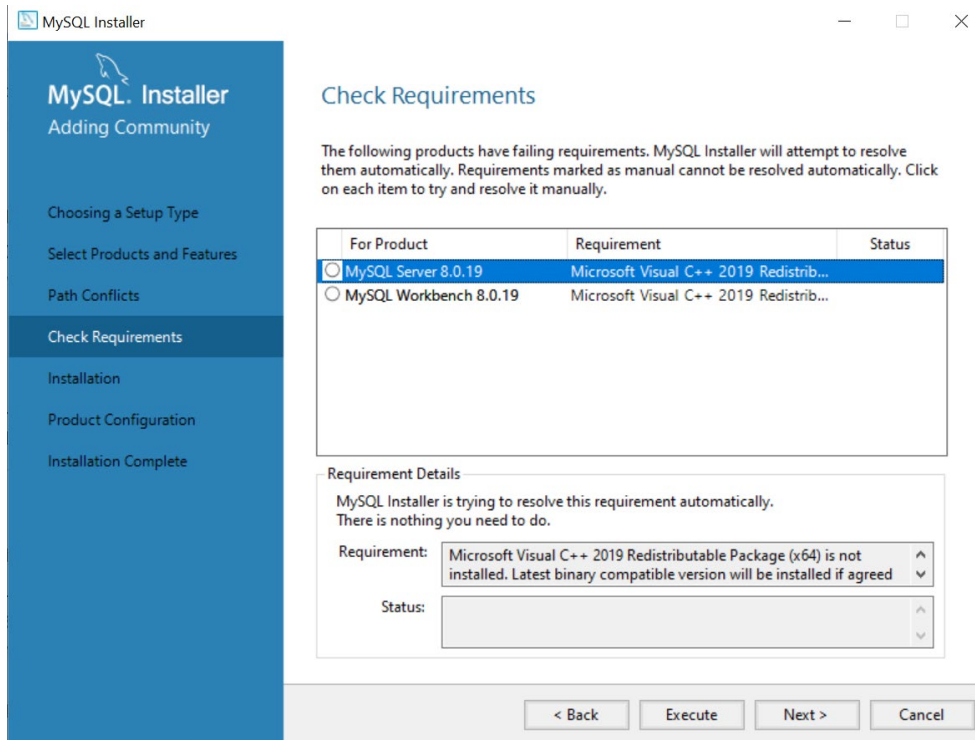 MySQL Installer
MySQL. Installer
Adding Community
Choosing a Setup Type
Select Products and Features
Path Conflicts
Check Requirements
Installation
Product Configuration
Installation Complete
Check Requirements
The following products have failing requirements. MySQL Installer will attempt to resolve
them automatically. Requirements marked as manual cannot be resolved automatically. Click
on each item to try and resolve it manually.
For Product Requirement Status
MySQL Server 8.0.19 Microsoft Visual C++ 2019 Redistrib...
MySQL Workbench 8.0.19 Microsoft Visual C++ 2019 Redistrib...
Requirement Details
MySQL Installer is trying to resolve this requirement automatically.
There is nothing you need to do.
Requirement: Microsoft Visual C++ 2019 Redistributable Package (x64) is not
installed. Latest binary compatible version will be installed if agreed
Status:
< Back Execute Next > Cancel